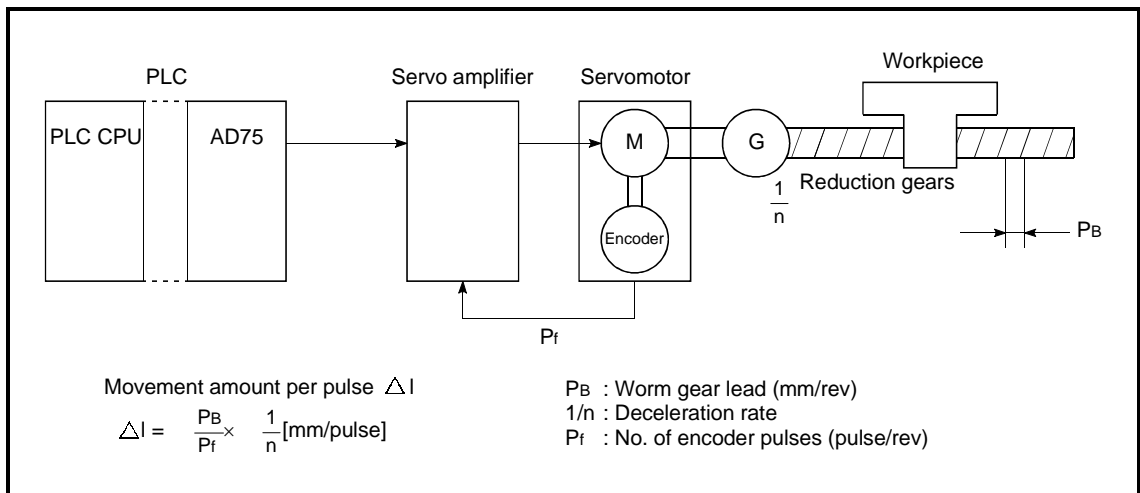 PLC
Servo amplifier
Servomotor
Workpiece
PLC CPU
AD75
M
G
Reduction gears
1/n
Encoder
PB
Pf
Movement amount per pulse △l
△l = PB/Pf × 1/n [mm/pulse]
PB : Worm gear lead (mm/rev)
1/n : Deceleration rate
Pf : No. of encoder pulses (pulse/rev)